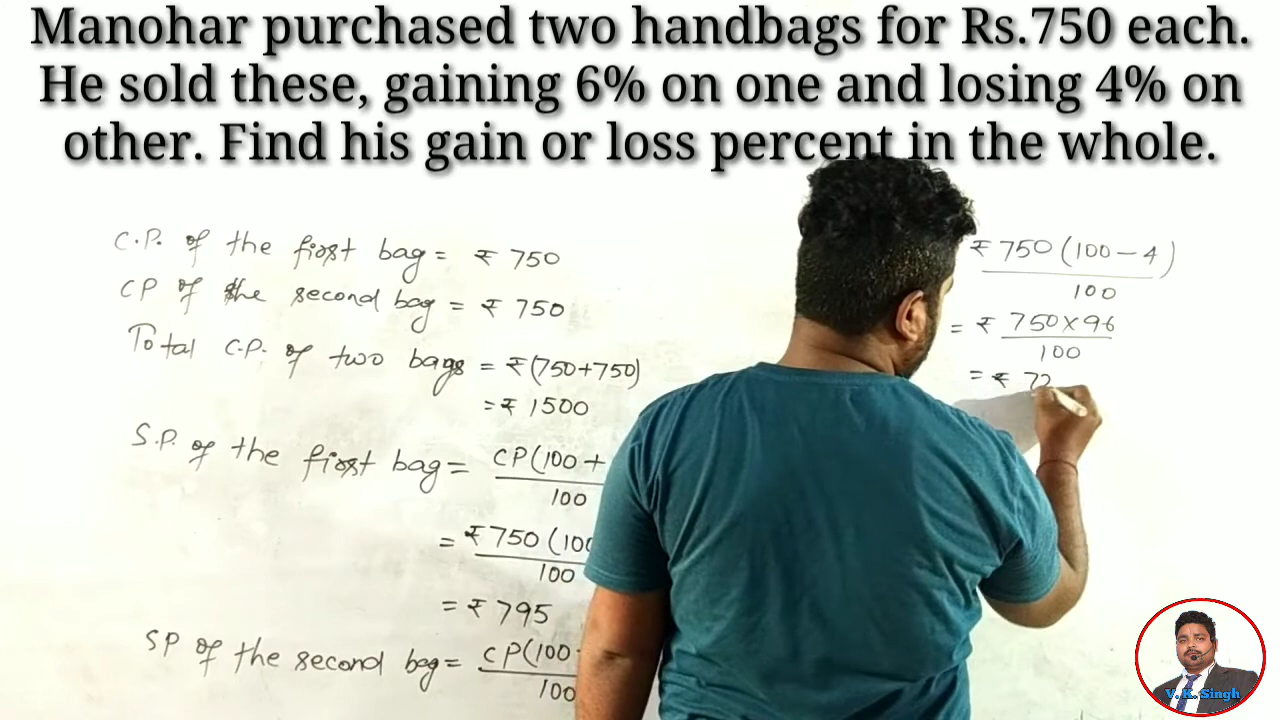 Manohar purchased two handbags for Rs.750 each.
He sold these, gaining 6% on one and losing 4% on
other. Find his gain or loss percent in the whole.
C.P. of the first bag = ₹ 750
CP of the second bag = ₹ 750
Total C.P. of two bags = ₹(750+750)
= ₹ 1500
S.P. of the first bag = CP(100 +
100
= ₹ 750 (100
100
= ₹ 795
SP of the second bag = CP(100
100
₹ 750 (100 - 4)
100
= ₹ 750 × 96
100
= ₹ 72
V. K. Singh